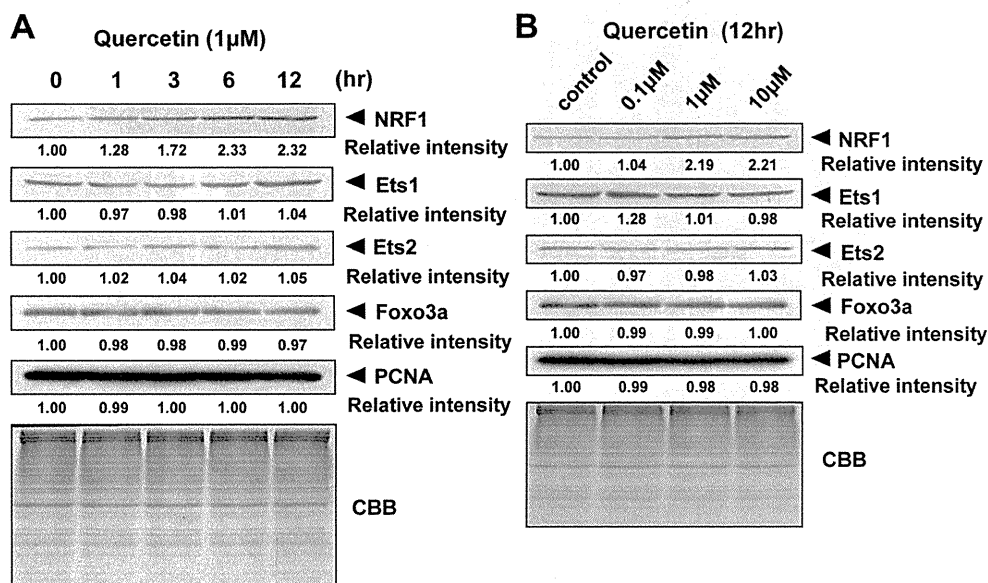 A
Quercetin (1µM)
0 1 3 6 12 (hr)
NRF1
1.00 1.28 1.72 2.33 2.32 Relative intensity
Ets1
1.00 0.97 0.98 1.01 1.04 Relative intensity
Ets2
1.00 1.02 1.04 1.02 1.05 Relative intensity
Foxo3a
1.00 0.98 0.98 0.99 0.97 Relative intensity
PCNA
1.00 0.99 1.00 1.00 1.00 Relative intensity
CBB
B
Quercetin (12hr)
control 0.1µM 1µM 10µM
NRF1
1.00 1.04 2.19 2.21 Relative intensity
Ets1
1.00 1.28 1.01 0.98 Relative intensity
Ets2
1.00 0.97 0.98 1.03 Relative intensity
Foxo3a
1.00 0.99 0.99 1.00 Relative intensity
PCNA
1.00 0.99 0.98 0.98 Relative intensity
CBB